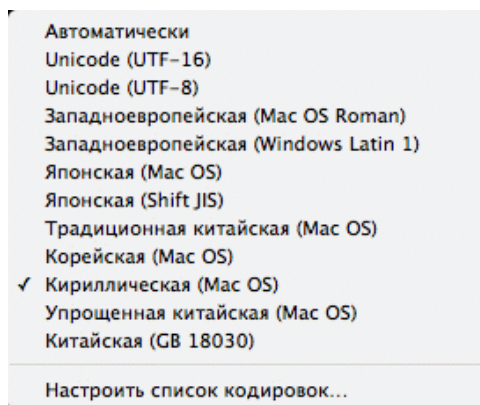 Автоматически
Unicode (UTF-16)
Unicode (UTF-8)
Западноевропейская (Mac OS Roman)
Западноевропейская (Windows Latin 1)
Японская (Mac OS)
Японская (Shift JIS)
Традиционная китайская (Mac OS)
Корейская (Mac OS)
✓ Кириллическая (Mac OS)
Упрощенная китайская (Mac OS)
Китайская (GB 18030)
Настроить список кодировок...